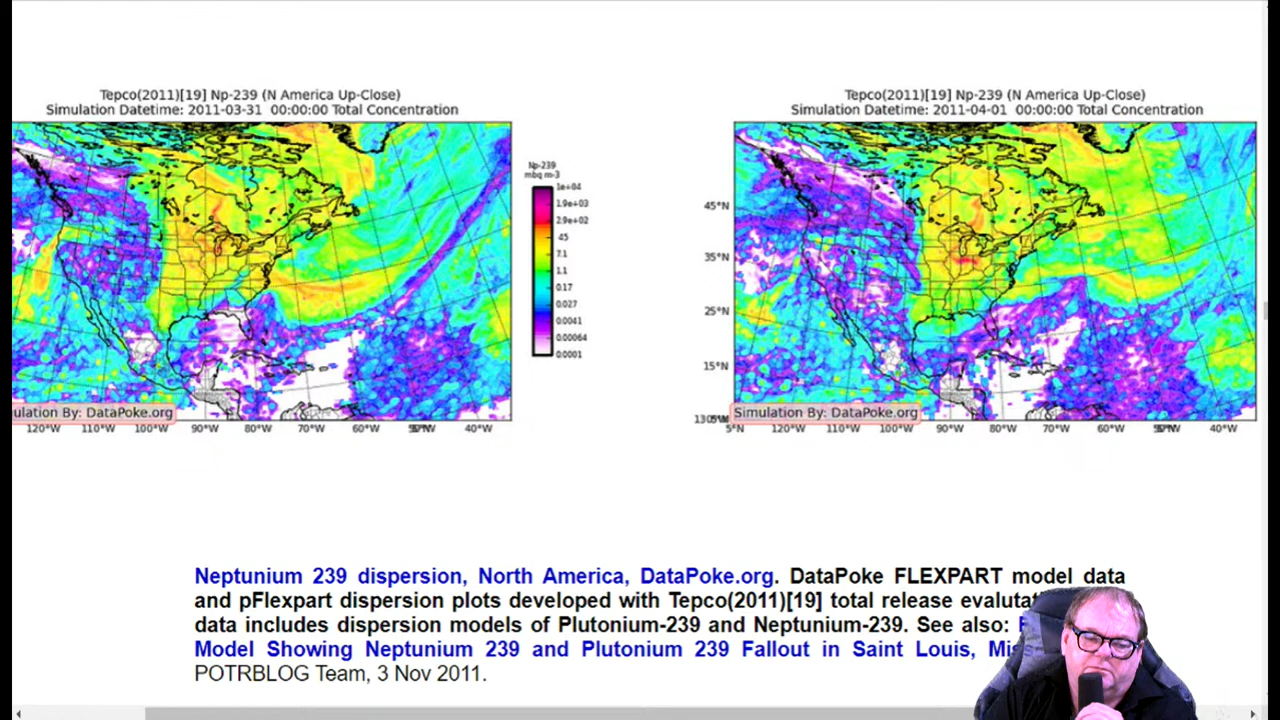 Tepco(2011)[19] Np-239 (N America Up-Close)
Simulation Datetime: 2011-03-31 00:00:00 Total Concentration
Np-239
mbq m-3
1e+04
1.9e+03
2.9e+02
45
7.1
1.1
0.17
0.027
0.0041
0.00064
0.0001
ulation By: DataPoke.org
120°W 110°W 100°W 90°W 80°W 70°W 60°W 40°W
Tepco(2011)[19] Np-239 (N America Up-Close)
Simulation Datetime: 2011-04-01 00:00:00 Total Concentration
45°N
35°N
25°N
15°N
Simulation By: DataPoke.org
5°N 120°W 110°W 100°W 90°W 80°W 70°W 60°W 40°W
Neptunium 239 dispersion, North America, DataPoke.org. DataPoke FLEXPART model data
and pFlexpart dispersion plots developed with Tepco(2011)[19] total release evalutat
data includes dispersion models of Plutonium-239 and Neptunium-239. See also:
Model Showing Neptunium 239 and Plutonium 239 Fallout in Saint Louis, Mis
POTRBLOG Team, 3 Nov 2011.